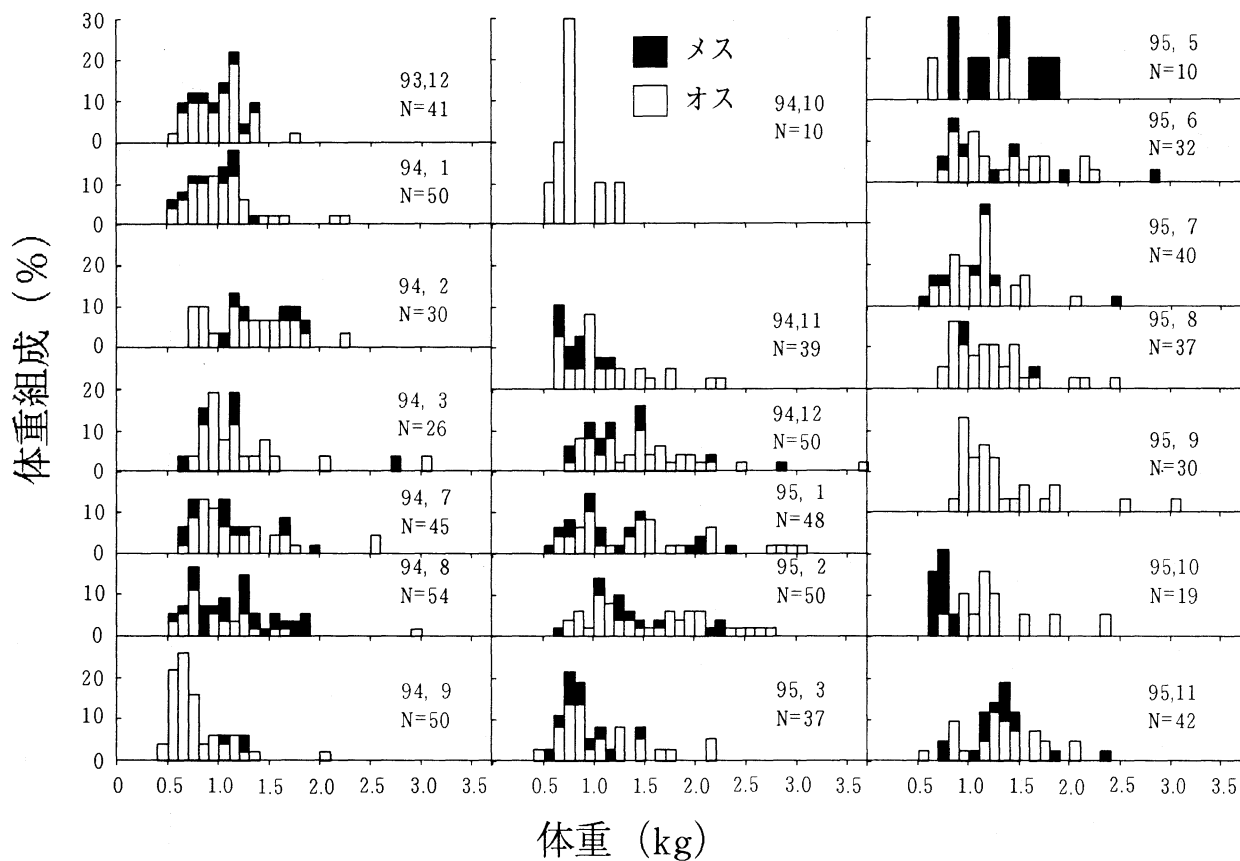 体重組成 (%)
30
20
10
0
93,12
N=41
10
0
94, 1
N=50
20
10
0
94, 2
N=30
20
10
0
94, 3
N=26
10
0
94, 7
N=45
10
0
94, 8
N=54
20
10
0
94, 9
N=50
0 0.5 1.0 1.5 2.0 2.5 3.0 3.5
メス
オス
94,10
N=10
94,11
N=39
94,12
N=50
95, 1
N=48
95, 2
N=50
95, 3
N=37
0.5 1.0 1.5 2.0 2.5 3.0 3.5
95, 5
N=10
95, 6
N=32
95, 7
N=40
95, 8
N=37
95, 9
N=30
95,10
N=19
95,11
N=42
0.5 1.0 1.5 2.0 2.5 3.0 3.5
体重 (kg)